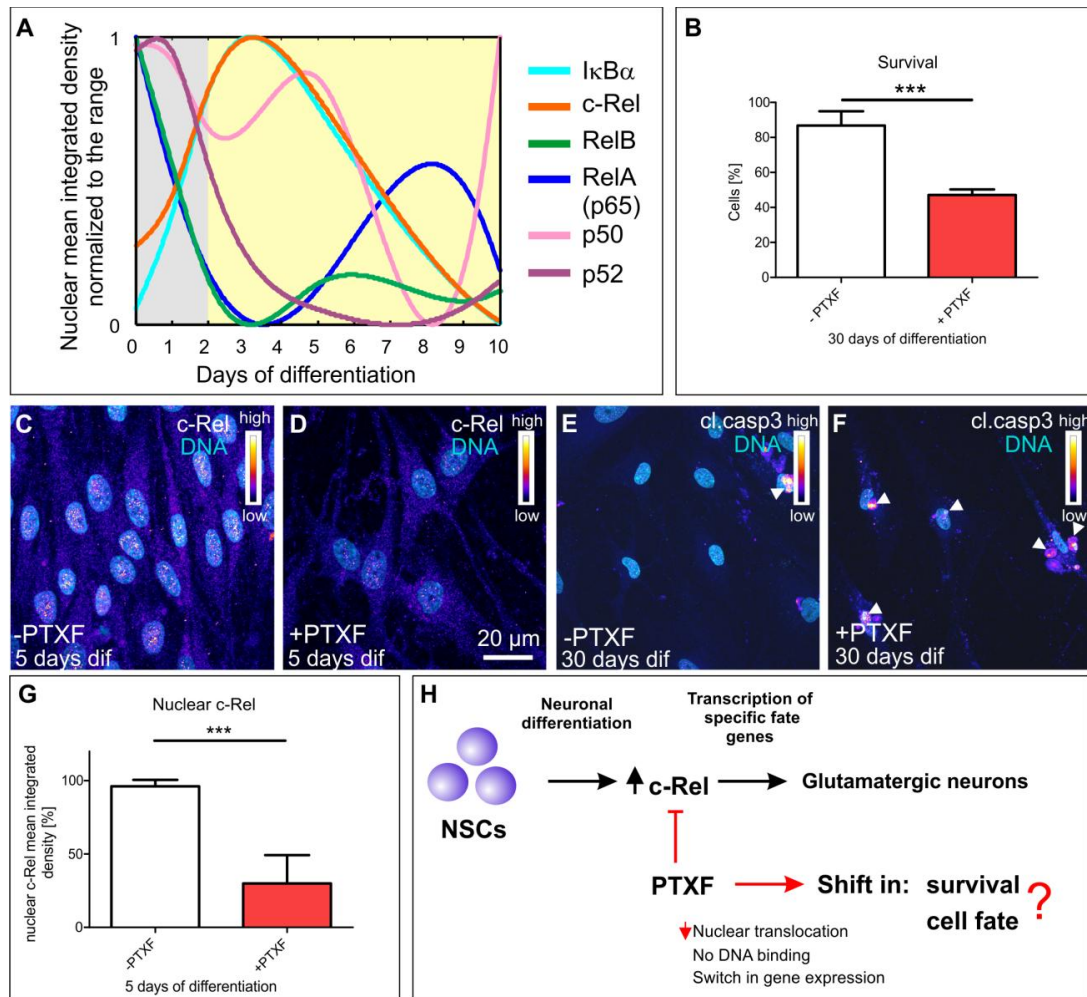 A
Nuclear mean integrated density
normalized to the range
1
0
0 1 2 3 4 5 6 7 8 9 10
Days of differentiation
IκBα
c-Rel
RelB
RelA
(p65)
p50
p52
B
Survival
***
Cells [%]
100
80
60
40
20
0
- PTXF
+ PTXF
30 days of differentiation
C
c-Rel
DNA
high
low
-PTXF
5 days dif
D
c-Rel
DNA
high
low
+PTXF
5 days dif
20 µm
E
cl.casp3
DNA
high
low
-PTXF
30 days dif
F
cl.casp3
DNA
high
low
+PTXF
30 days dif
G
Nuclear c-Rel
***
nuclear c-Rel mean integrated
density [%]
100
50
0
-PTXF
+PTXF
5 days of differentiation
H
Neuronal
differentiation
Transcription of
specific fate
genes
NSCs
c-Rel
Glutamatergic neurons
PTXF
Shift in: survival
cell fate
?
Nuclear translocation
No DNA binding
Switch in gene expression